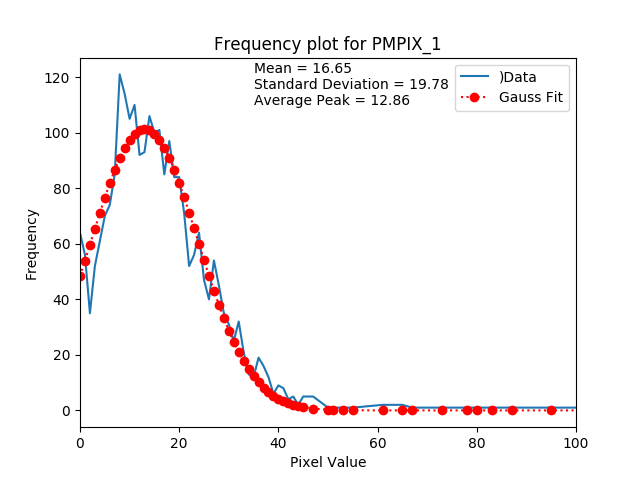 Frequency plot for PMPIX_1
Mean = 16.65
Standard Deviation = 19.78
Average Peak = 12.86
)Data
Gauss Fit
Frequency
120
100
80
60
40
20
0
0 20 40 60 80 100
Pixel Value